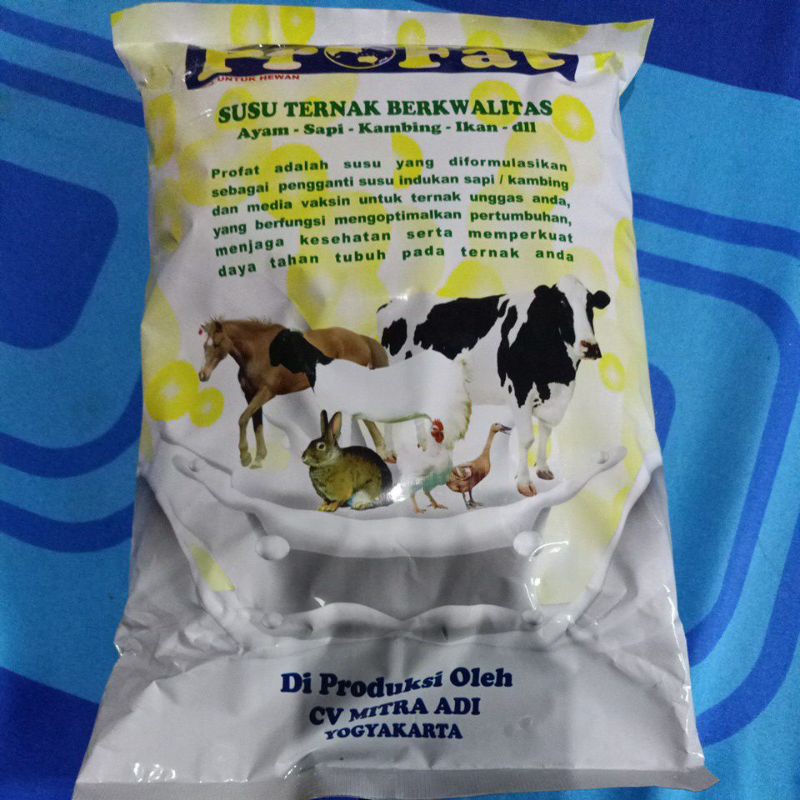 ProFat
UNTUK HEWAN
SUSU TERNAK BERKWALITAS
Ayam - Sapi - Kambing - Ikan - dll
Profat adalah susu yang diformulasikan
sebagai pengganti susu indukan sapi / kambing
dan media vaksin untuk ternak unggas anda,
yang berfungsi mengoptimalkan pertumbuhan,
menjaga kesehatan serta memperkuat
daya tahan tubuh pada ternak anda
Di Produksi Oleh
CV MITRA ADI
YOGYAKARTA